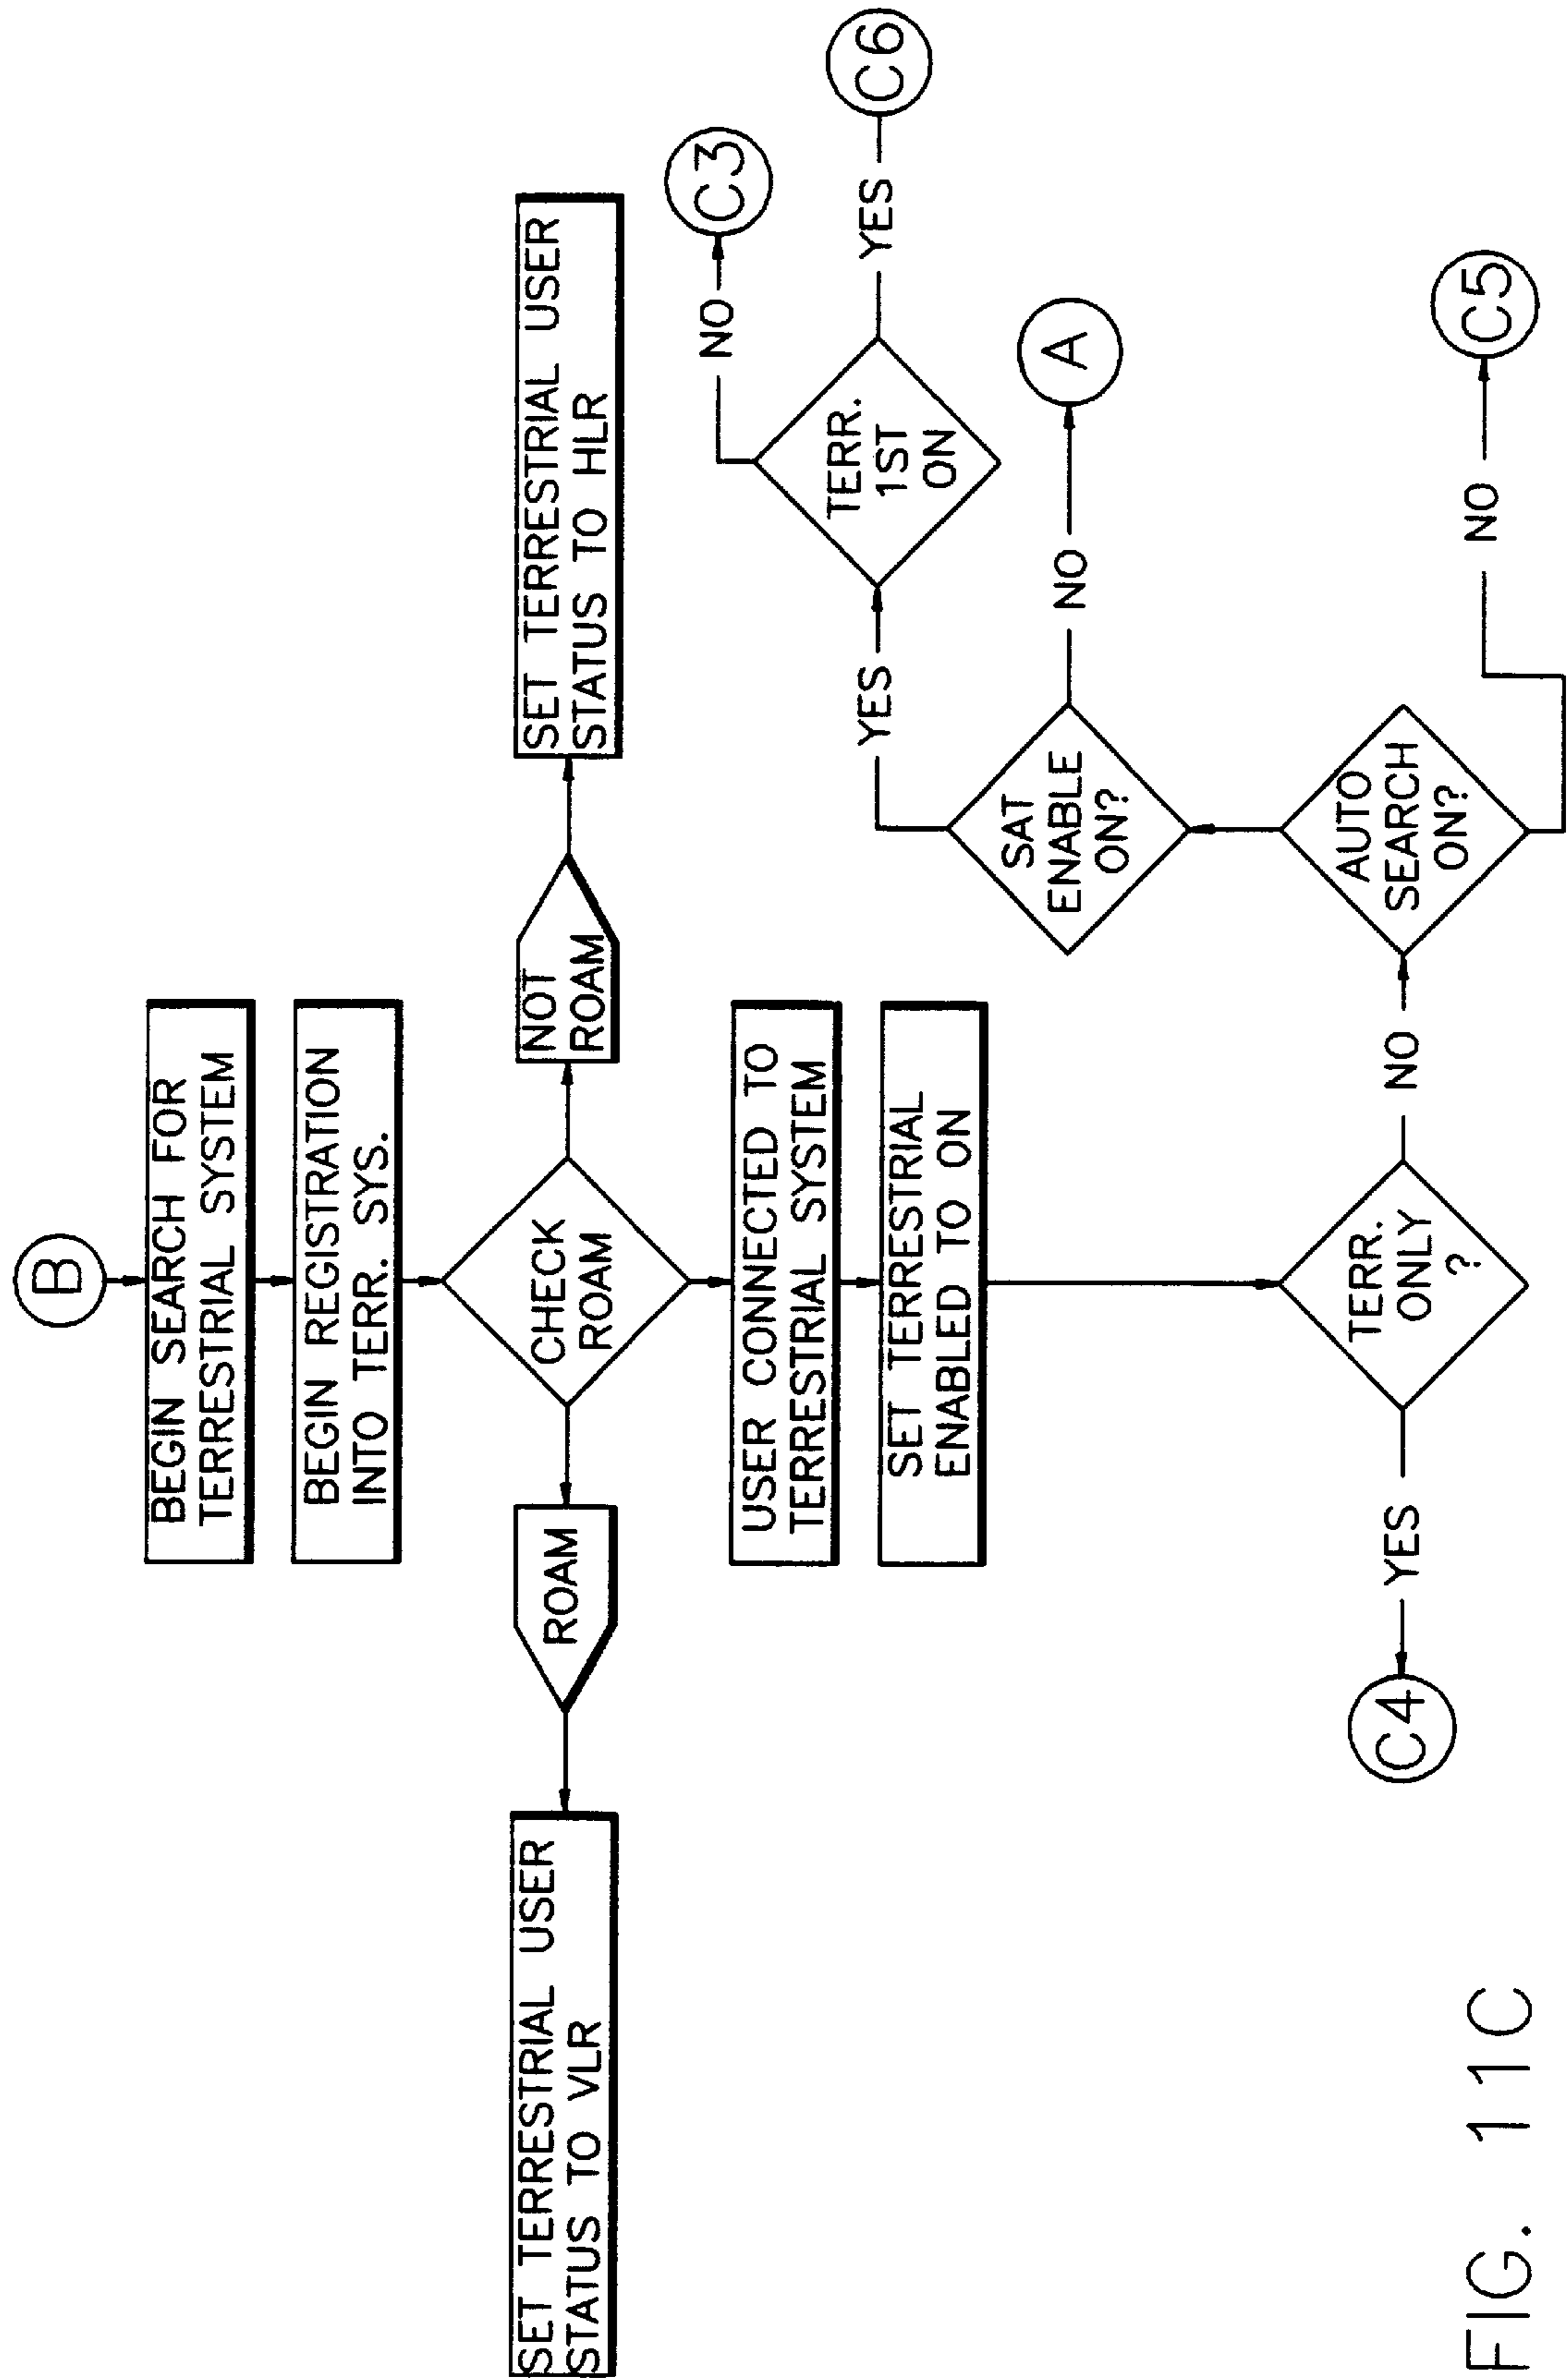 B
BEGIN SEARCH FOR
TERRESTRIAL SYSTEM
BEGIN REGISTRATION
INTO TERR. SYS.
CHECK
ROAM
ROAM
NOT
ROAM
SET TERRESTRIAL USER
STATUS TO VLR
SET TERRESTRIAL USER
STATUS TO HLR
USER CONNECTED TO
TERRESTRIAL SYSTEM
SET TERRESTRIAL
ENABLED TO ON
TERR.
ONLY
?
YES
C4
NO
AUTO
SEARCH
ON?
NO
C5
SAT
ENABLE
ON?
NO
A
YES
TERR.
1ST
ON
NO
C3
YES
C6
FIG. 11C